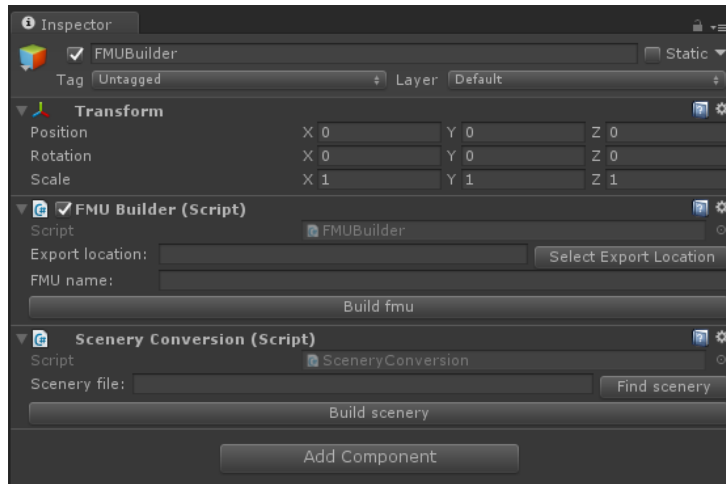 Inspector
FMUBuilder Static
Tag Untagged Layer Default
Transform
Position X 0 Y 0 Z 0
Rotation X 0 Y 0 Z 0
Scale X 1 Y 1 Z 1
FMU Builder (Script)
Script FMUBuilder
Export location: Select Export Location
FMU name:
Build fmu
Scenery Conversion (Script)
Script SceneryConversion
Scenery file: Find scenery
Build scenery
Add Component